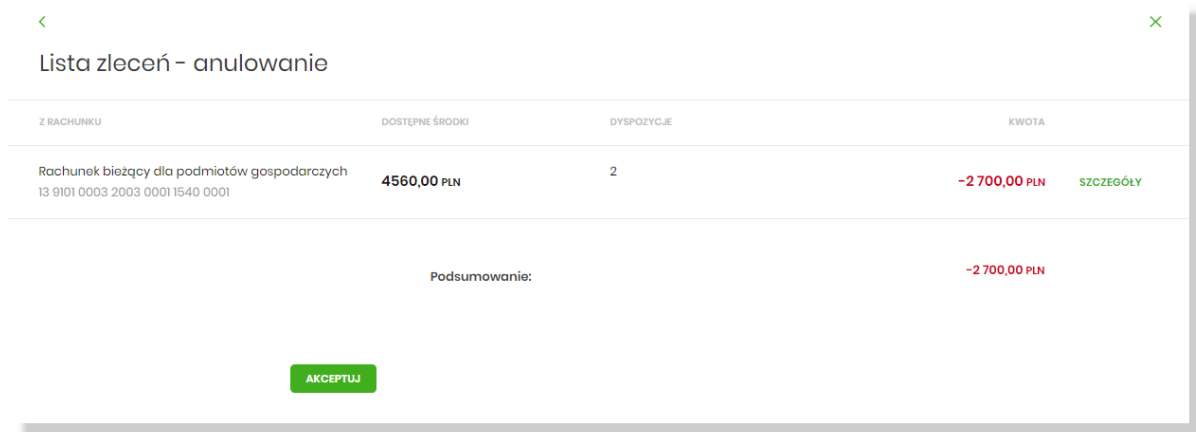 Lista zleceń - anulowanie
Z RACHUNKU DOSTĘPNE ŚRODKI DYSPOZYCJE KWOTA
Rachunek bieżący dla podmiotów gospodarczych
13 9101 0003 2003 0001 1540 0001
4560,00 PLN
2
-2 700,00 PLN
SZCZEGÓŁY
Podsumowanie:
-2 700,00 PLN
AKCEPTUJ